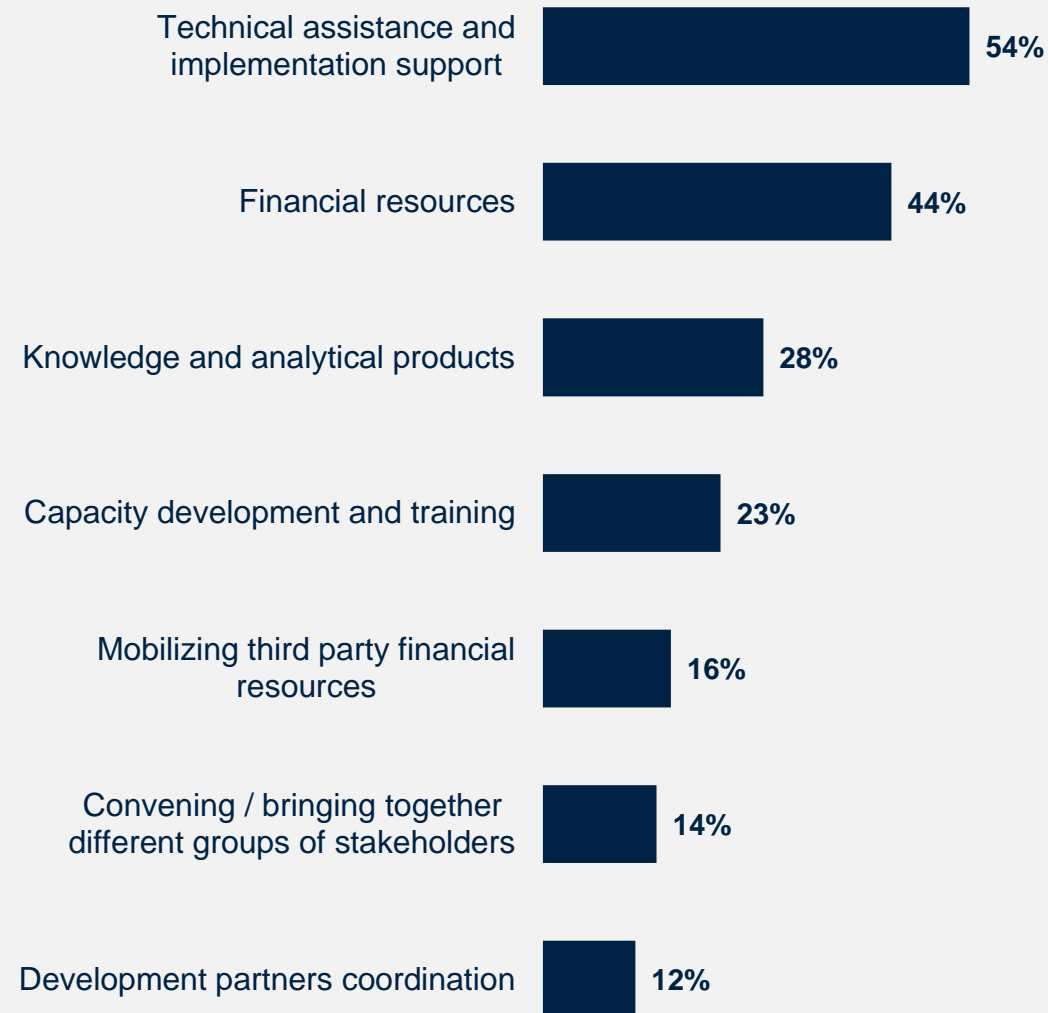 Technical assistance and
implementation support
54%
Financial resources
44%
Knowledge and analytical products
28%
Capacity development and training
23%
Mobilizing third party financial
resources
16%
Convening / bringing together
different groups of stakeholders
14%
Development partners coordination
12%